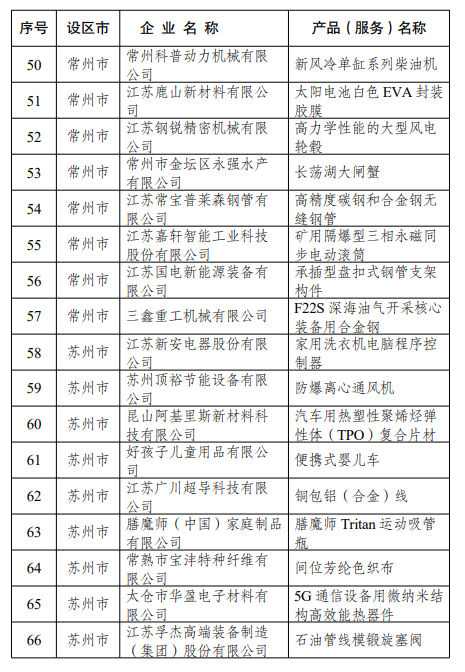 序号 设区市 企 业 名 称 产品（服务）名称
50 常州市 常州科普动力机械有限公司 新风冷单缸系列柴油机
51 常州市 江苏鹿山新材料有限公司 太阳电池白色 EVA 封装胶膜
52 常州市 江苏钢锐精密机械有限公司 高力学性能的大型风电轮毂
53 常州市 常州市金坛区永强水产有限公司 长荡湖大闸蟹
54 常州市 江苏常宝普莱森钢管有限公司 高精度碳钢和合金钢无缝钢管
55 常州市 江苏嘉轩智能工业科技股份有限公司 矿用隔爆型三相永磁同步电动滚筒
56 常州市 江苏国电新能源装备有限公司 承插型盘扣式钢管支架构件
57 常州市 三鑫重工机械有限公司 F22S 深海油气开采核心装备用合金钢
58 苏州市 江苏新安电器股份有限公司 家用洗衣机电脑程序控制器
59 苏州市 苏州顶裕节能设备有限公司 防爆离心通风机
60 苏州市 昆山阿基里斯新材料科技有限公司 汽车用热塑性聚烯烃弹性体（TPO）复合片材
61 苏州市 好孩子儿童用品有限公司 便携式婴儿车
62 苏州市 江苏广川超导科技有限公司 铜包铝（合金）线
63 苏州市 膳魔师（中国）家庭制品有限公司 膳魔师 Tritan 运动吸管瓶
64 苏州市 常熟市宝沣特种纤维有限公司 间位芳纶色织布
65 苏州市 太仓市华盈电子材料有限公司 5G 通信设备用微纳米结构高效能热器件
66 苏州市 江苏孚杰高端装备制造（集团）股份有限公司 石油管线模锻旋塞阀